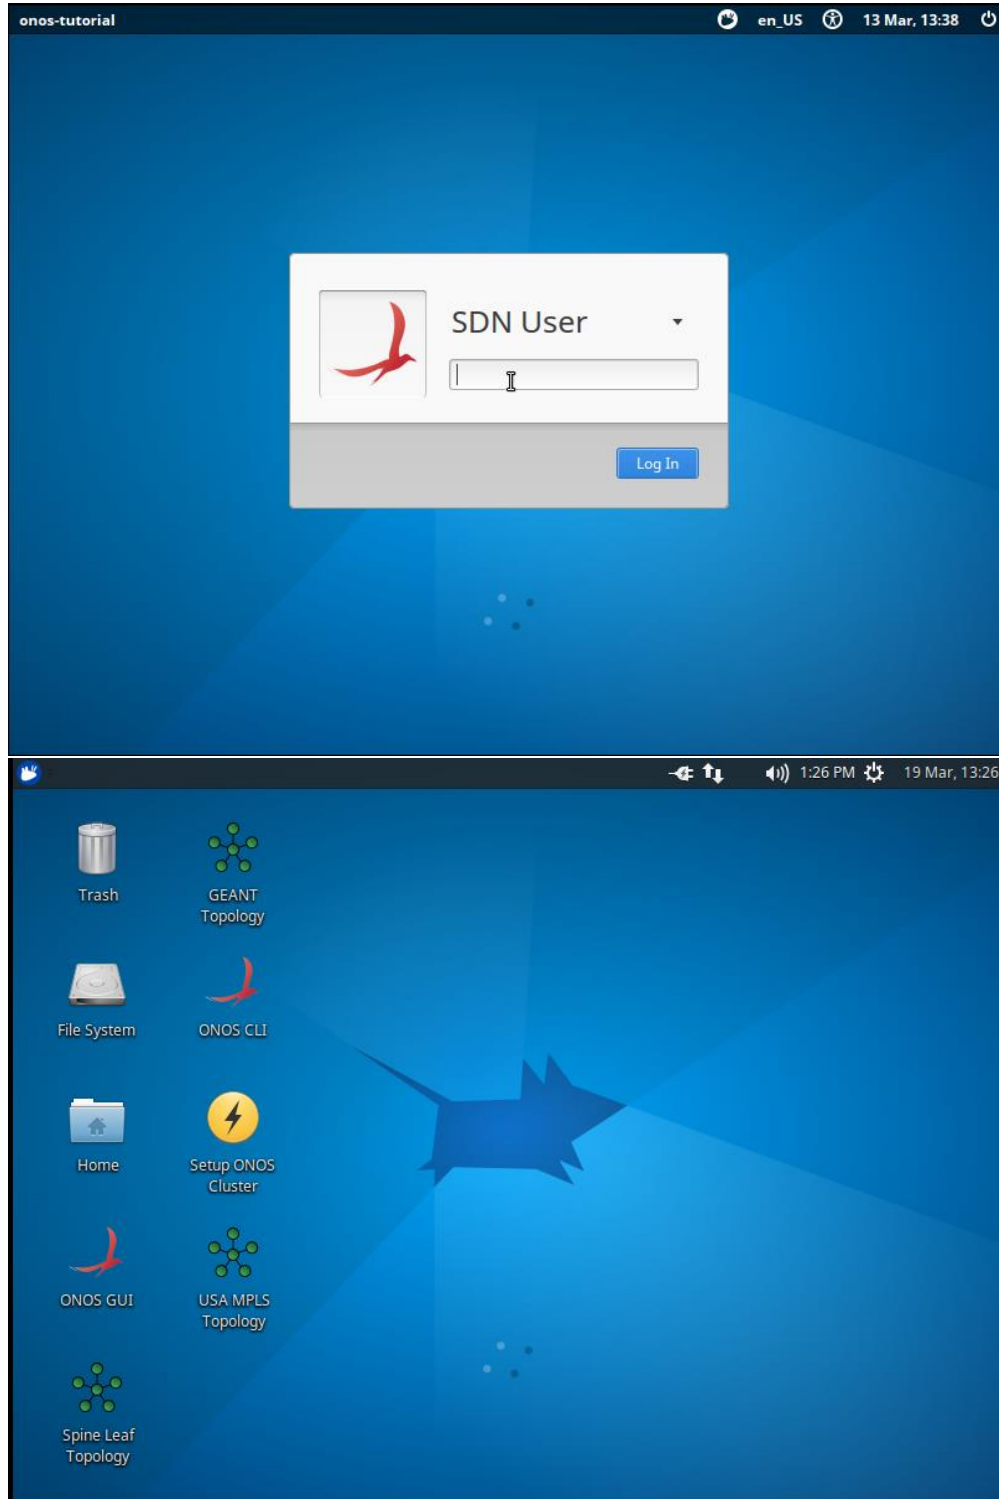 onos-tutorial
en_US
13 Mar, 13:38
SDN User
Log In
1:26 PM
19 Mar, 13:26
Trash
GEANT
Topology
File System
ONOS CLI
Home
Setup ONOS
Cluster
ONOS GUI
USA MPLS
Topology
Spine Leaf
Topology